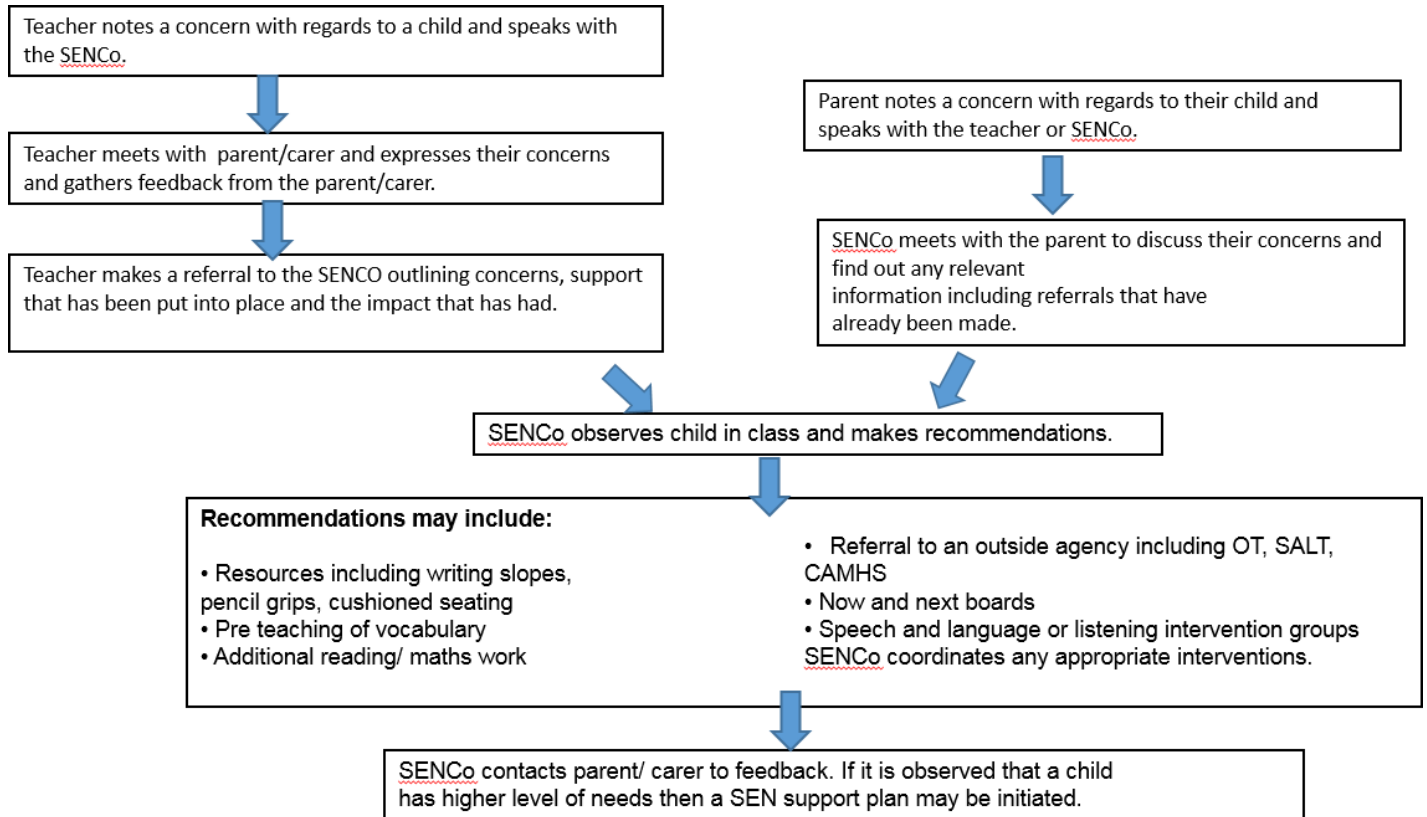 Teacher notes a concern with regards to a child and speaks with
the SENCo.
Teacher meets with parent/carer and expresses their concerns
and gathers feedback from the parent/carer.
Teacher makes a referral to the SENCO outlining concerns, support
that has been put into place and the impact that has had.
Parent notes a concern with regards to their child and
speaks with the teacher or SENCo.
SENCo meets with the parent to discuss their concerns and
find out any relevant
information including referrals that have
already been made.
SENCo observes child in class and makes recommendations.
Recommendations may include:
• Resources including writing slopes,
pencil grips, cushioned seating
• Pre teaching of vocabulary
• Additional reading/ maths work
• Referral to an outside agency including OT, SALT,
CAMHS
• Now and next boards
• Speech and language or listening intervention groups
SENCo coordinates any appropriate interventions.
SENCo contacts parent/ carer to feedback. If it is observed that a child
has higher level of needs then a SEN support plan may be initiated.